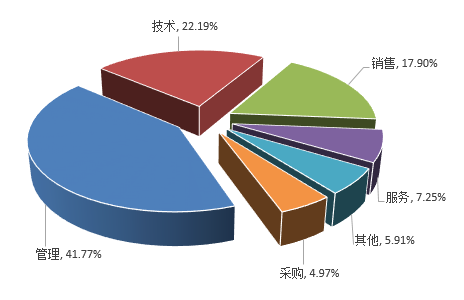 技术, 22.19%
销售, 17.90%
服务, 7.25%
其他, 5.91%
采购, 4.97%
管理, 41.77%